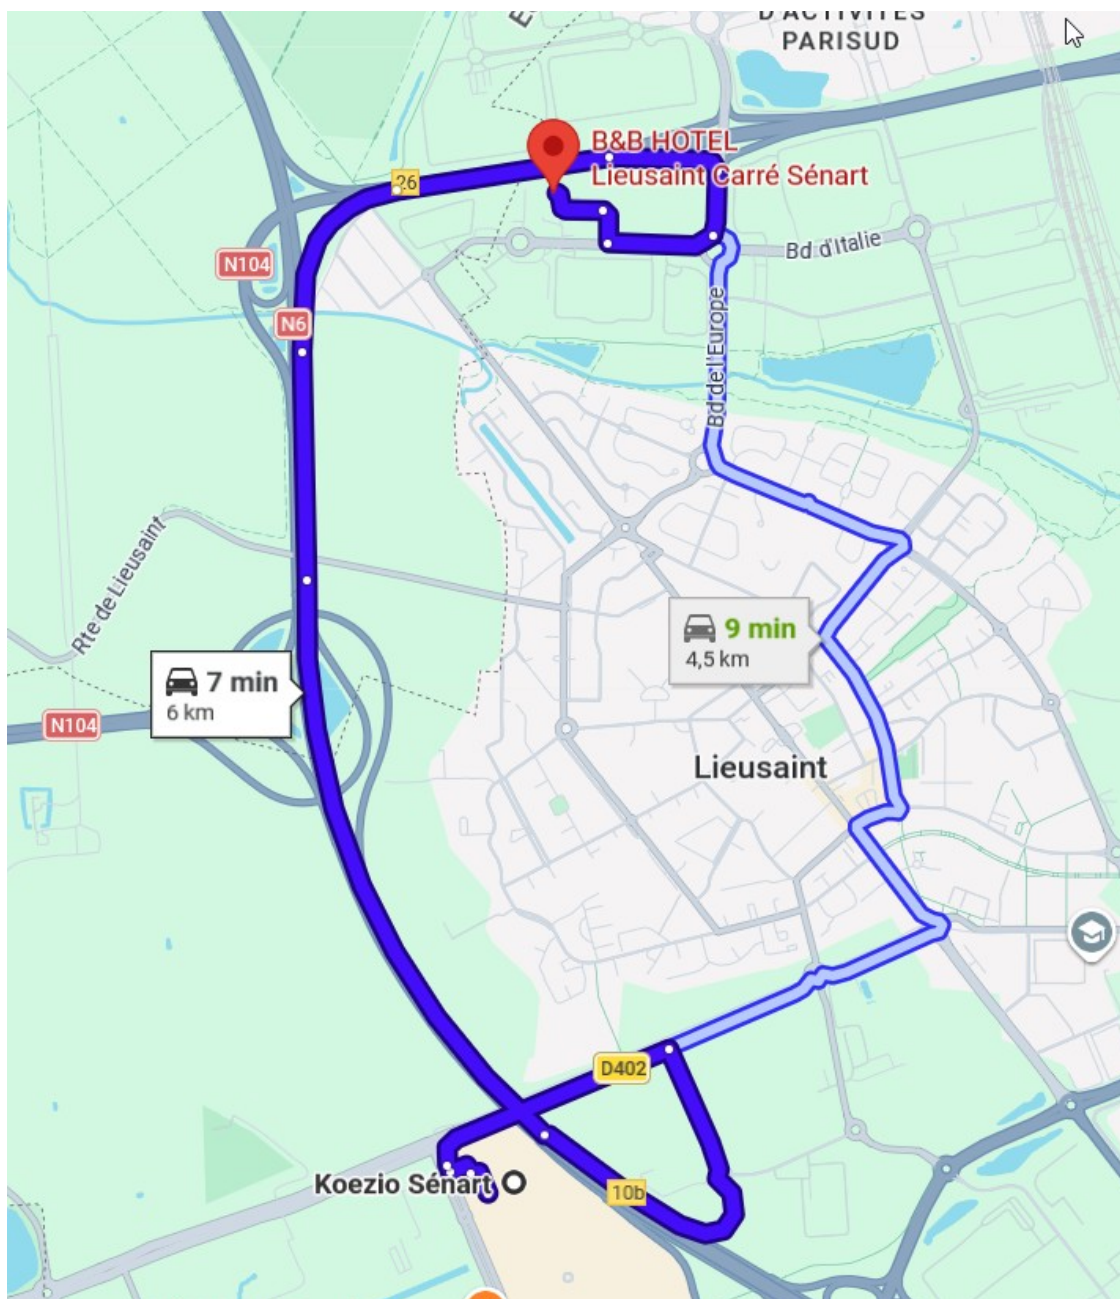 D'ACTIVITÉS
PARISUD
B&B HOTEL
Lieusaint Carré Sénart
26
Bd d'Italie
N104
N6
Bd de l'Europe
Rte de Lieusaint
9 min
4,5 km
7 min
6 km
N104
Lieusaint
D402
Koezio Sénart
10b